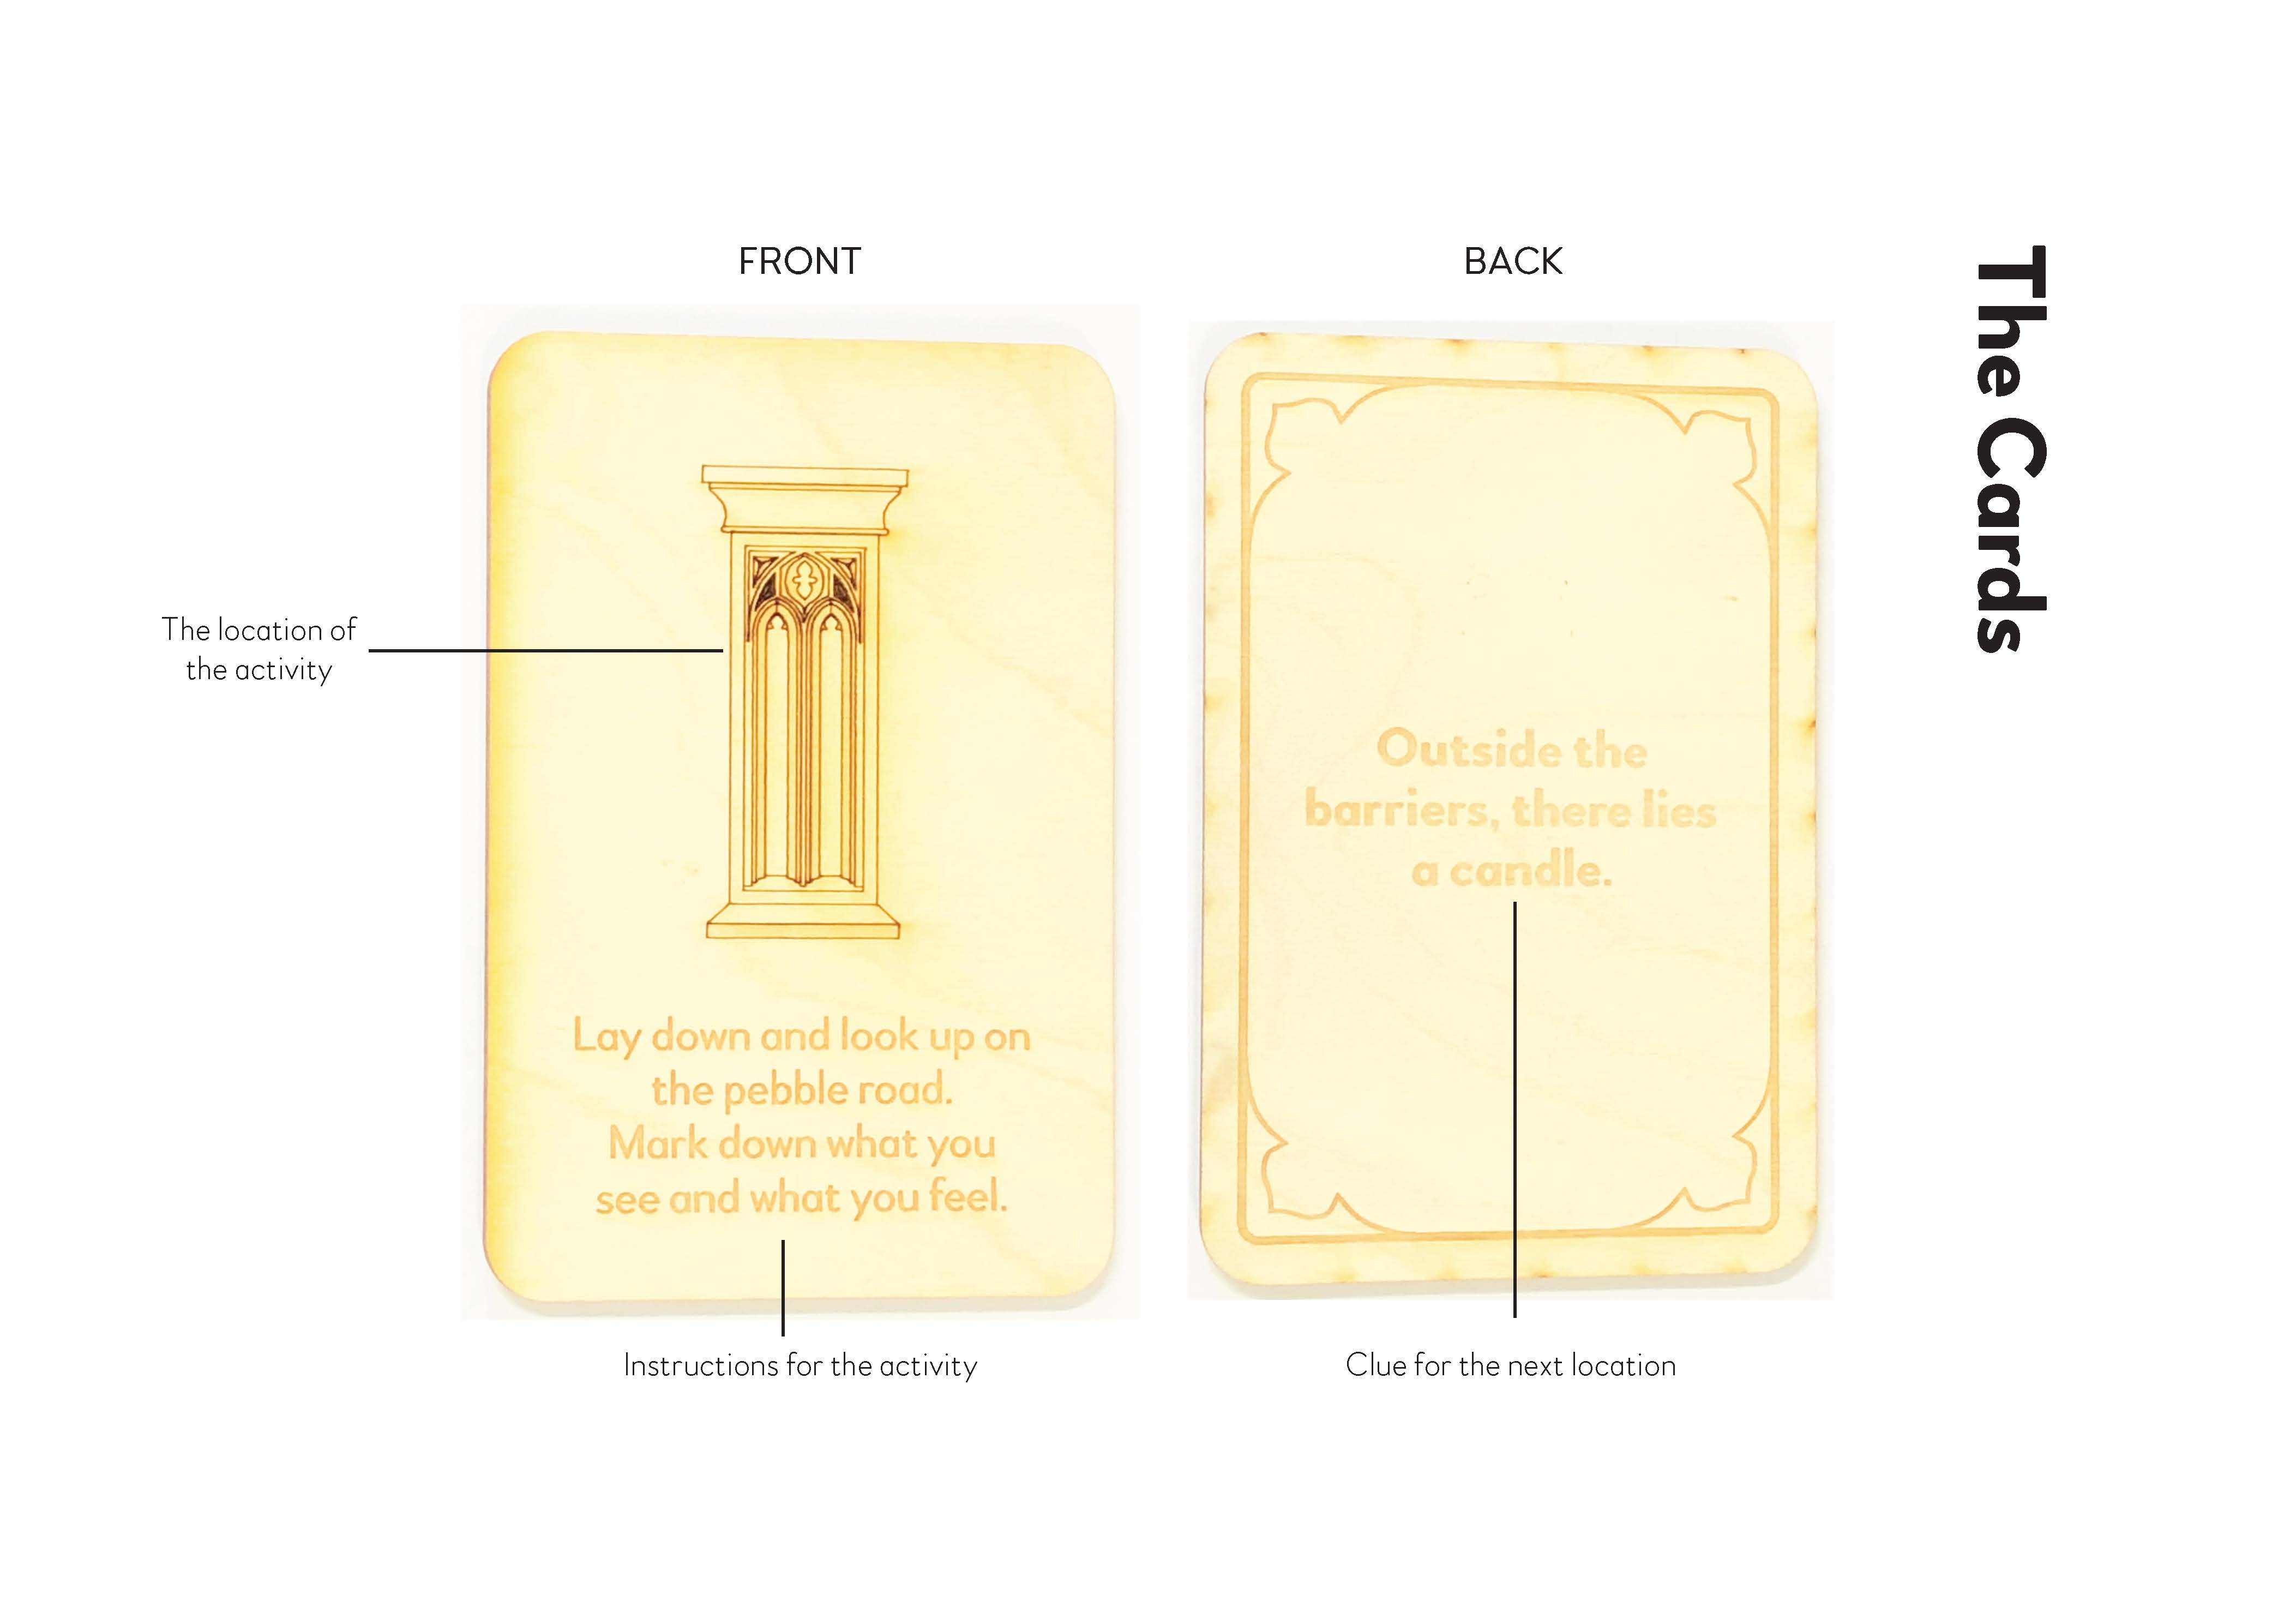 The Cards
FRONT
The location of
the activity
Lay down and look up on
the pebble road.
Mark down what you
see and what you feel.
Instructions for the activity
BACK
Outside the
barriers, there lies
a candle.
Clue for the next location